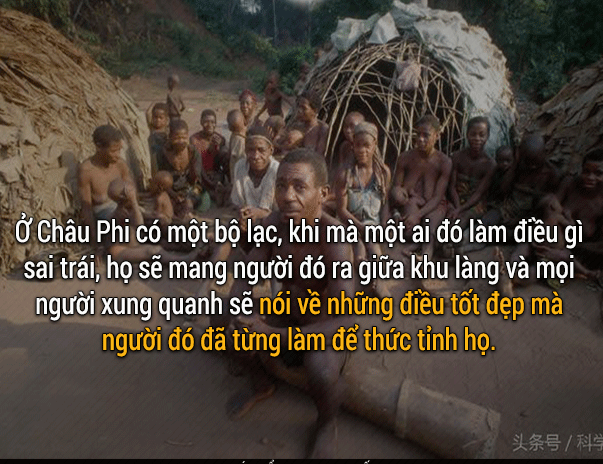 Ở Châu Phi có một bộ lạc, khi mà một ai đó làm điều gì
sai trái, họ sẽ mang người đó ra giữa khu làng và mọi
người xung quanh sẽ nói về những điều tốt đẹp mà
người đó đã từng làm để thức tỉnh họ.
头条号 / 科学